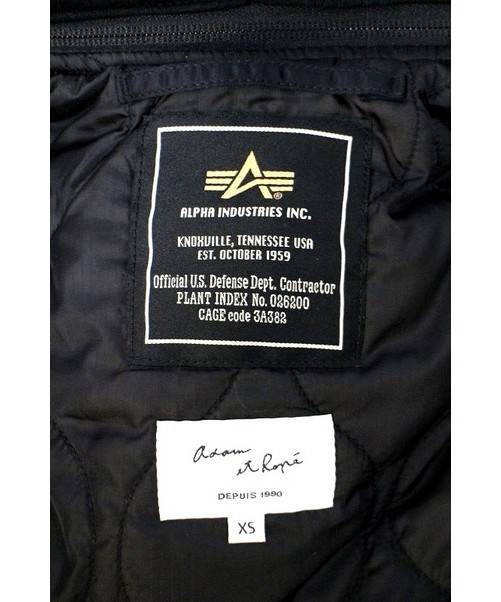 ALPHA INDUSTRIES INC.
KNOXVILLE, TENNESSEE USA
EST. OCTOBER 1959
Official U.S. Defense Dept. Contractor
PLANT INDEX No. 026200
CAGE code 3A382
Adam
et Ropé
DEPUIS 1990
XS